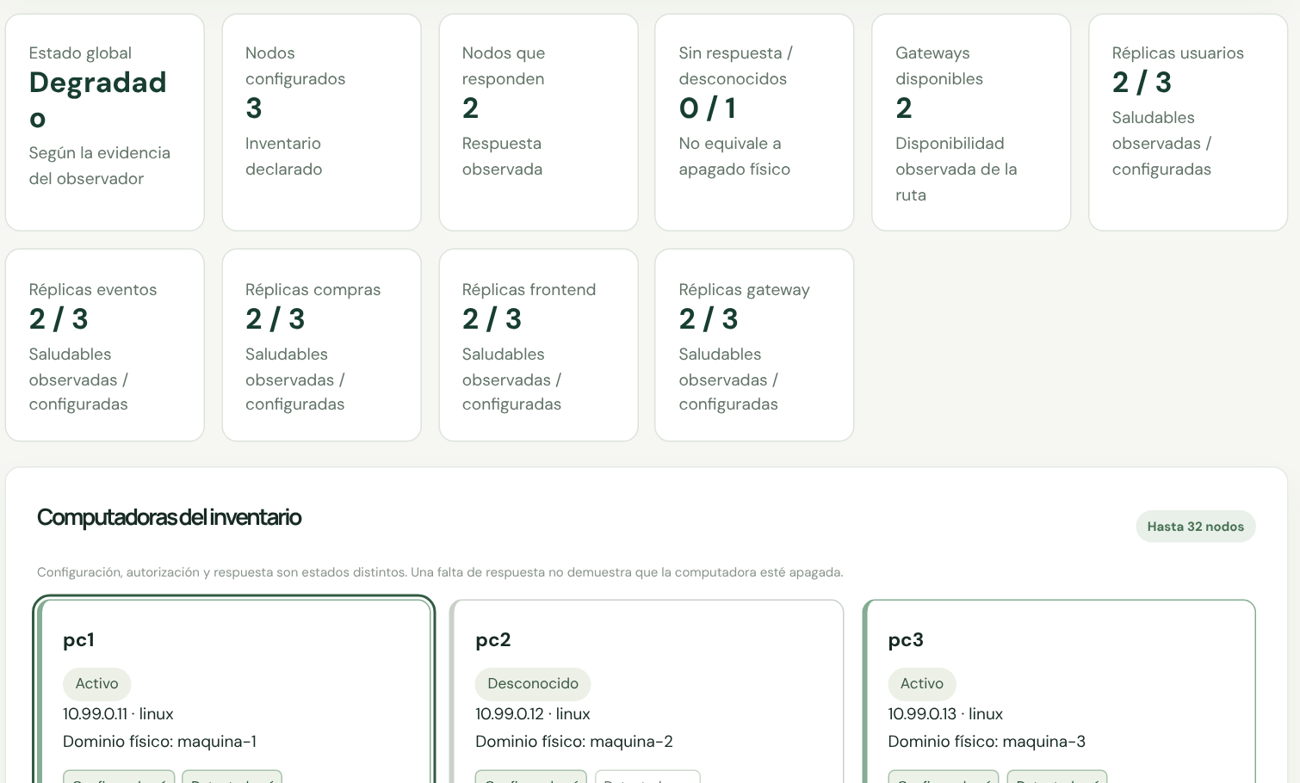 Estado global
Degradad
o
Según la evidencia
del observador
Nodos
configurados
3
Inventario
declarado
Nodos que
responden
2
Respuesta
observada
Sin respuesta /
desconocidos
0 / 1
No equivale a
apagado físico
Gateways
disponibles
2
Disponibilidad
observada de la
ruta
Réplicas usuarios
2 / 3
Saludables
observadas /
configuradas
Réplicas eventos
2 / 3
Saludables
observadas /
configuradas
Réplicas compras
2 / 3
Saludables
observadas /
configuradas
Réplicas frontend
2 / 3
Saludables
observadas /
configuradas
Réplicas gateway
2 / 3
Saludables
observadas /
configuradas
Computadoras del inventario
Hasta 32 nodos
Configuración, autorización y respuesta son estados distintos. Una falta de respuesta no demuestra que la computadora esté apagada.
pc1
Activo
10.99.0.11 · linux
Dominio físico: maquina-1
pc2
Desconocido
10.99.0.12 · linux
Dominio físico: maquina-2
pc3
Activo
10.99.0.13 · linux
Dominio físico: maquina-3